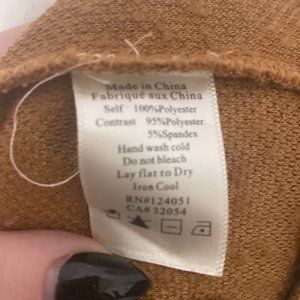 Made in China
Fabriqué aux China
Self 100%Polyester
Contrast 95%Polyester
5%Spandex
Hand wash cold
Do not bleach
Lay flat to Dry
Iron Cool
RN#124051
CA# 32054